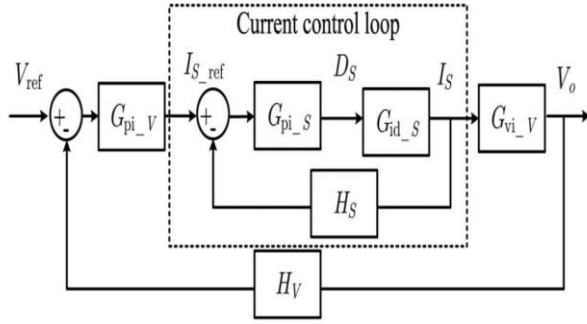 Current control loop
V_ref
I_S_ref
D_S
I_S
V_o
+
-
G_pi_V
+
-
G_pi_S
G_id_S
G_vi_V
H_S
H_V